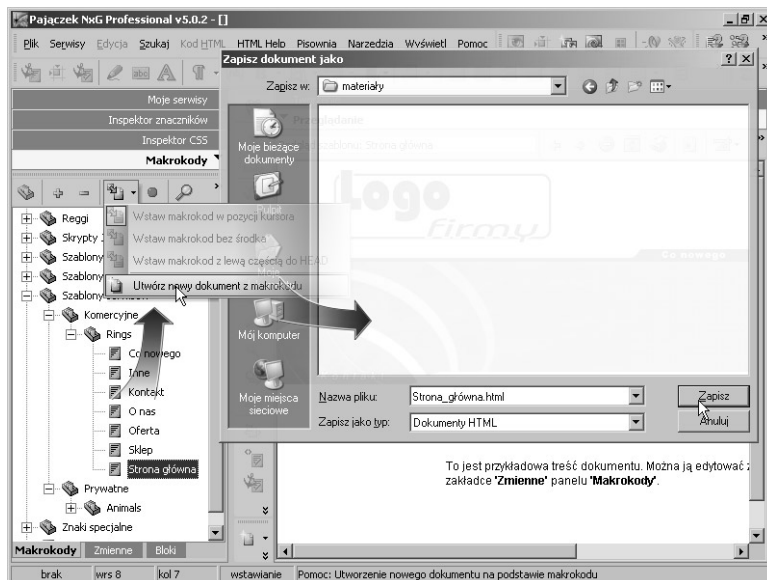 Pajączek NxG Professional v5.0.2 - []
Plik Serwisy Edycja Szukaj Kod HTML HTML Help Pisownia Narzędzia Wyświetl Pomoc
Zapisz dokument jako
Zapisz w: materiały
Moje serwisy
Inspektor znaczników
Inspektor CSS
Makrokody
Przeglądanie
Moje bieżące dokumenty
Pulpit
Logo
firmy
Co nowego
Reggi
Skrypty
Szablony
Szablony
Szablony
Wstaw makrokod w pozycji kursora
Wstaw makrokod bez środka
Wstaw makrokod z lewą częścią do HEAD
Utwórz nowy dokument z makrokodu
Komercyjne
Rings
Co nowego
Inne
Kontakt
O nas
Oferta
Sklep
Strona główna
Prywatne
Animals
Znaki specjalne
Mój komputer
Moje miejsca sieciowe
Nazwa pliku: Strona_główna.html Zapisz
Zapisz jako typ: Dokumenty HTML Anuluj
To jest przykładowa treść dokumentu. Można ją edytować
zakładce 'Zmienne' panelu 'Makrokody'.
Makrokody Zmienne Bloki
brak wrs 8 kol 7 wstawianie Pomoc: Utworzenie nowego dokumentu na podstawie makrokodu